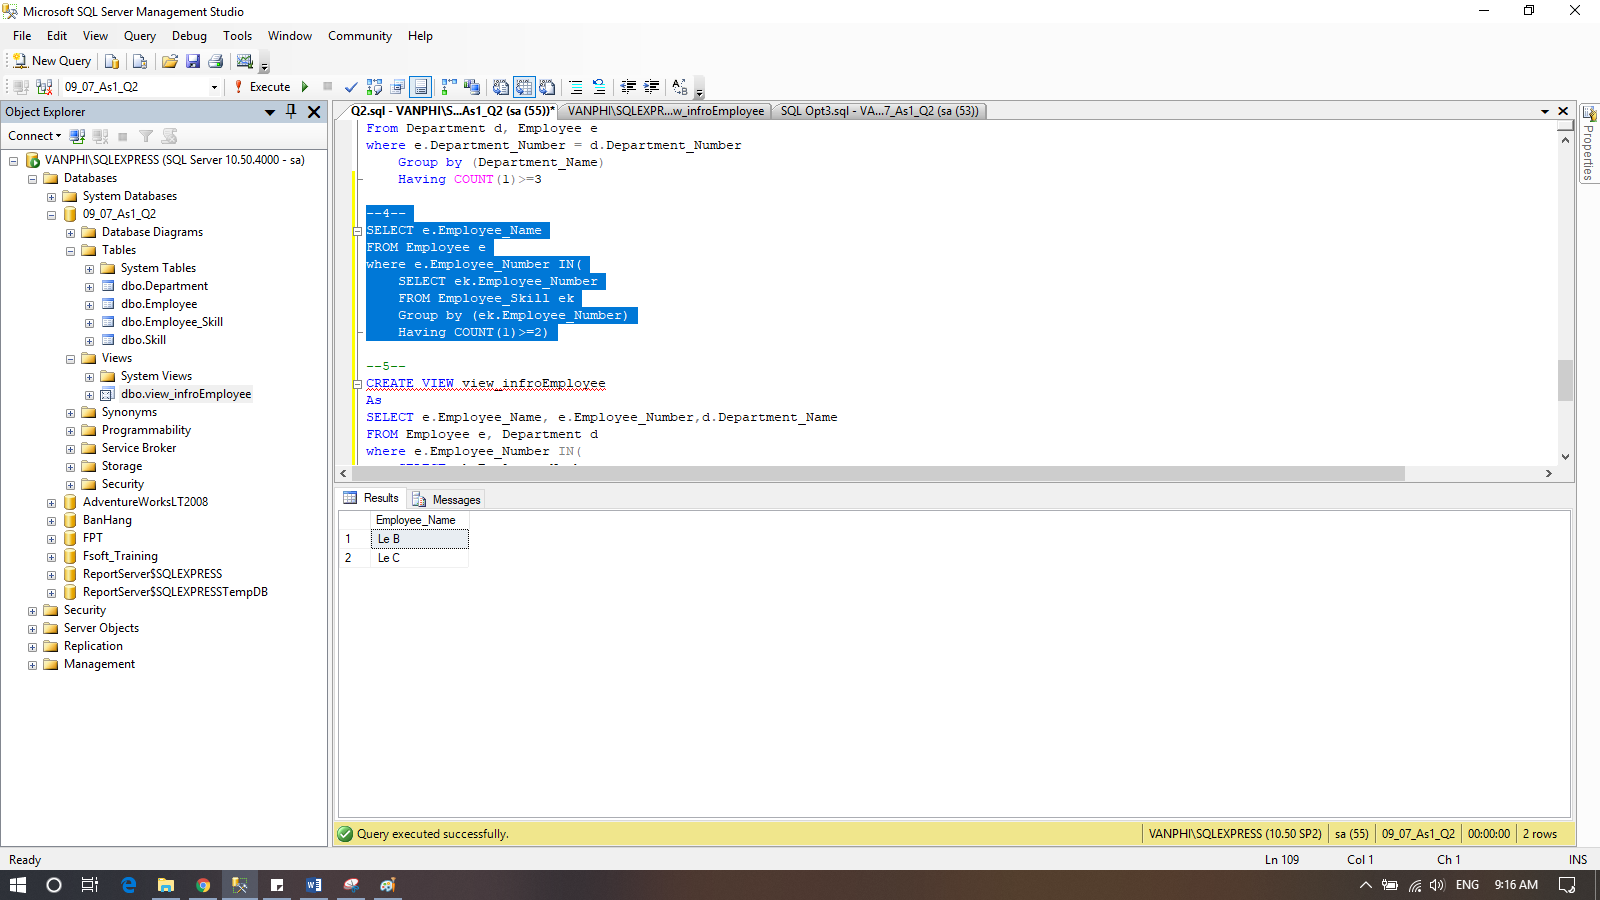 Microsoft SQL Server Management Studio
File Edit View Query Debug Tools Window Community Help
New Query
09_07_As1_Q2 Execute
Object Explorer
Connect
VANPHI\SQLEXPRESS (SQL Server 10.50.4000 - sa)
Databases
System Databases
09_07_As1_Q2
Database Diagrams
Tables
System Tables
dbo.Department
dbo.Employee
dbo.Employee_Skill
dbo.Skill
Views
System Views
dbo.view_infroEmployee
Synonyms
Programmability
Service Broker
Storage
Security
AdventureWorksLT2008
BanHang
FPT
Fsoft_Training
ReportServer$SQLEXPRESS
ReportServer$SQLEXPRESSTempDB
Security
Server Objects
Replication
Management
Q2.sql - VANPHI\S...As1_Q2 (sa (55))* VANPHI\SQLEXPR...w_infroEmployee SQL Opt3.sql - VA...7_As1_Q2 (sa (53))
From Department d, Employee e
where e.Department_Number = d.Department_Number
Group by (Department_Name)
Having COUNT(1)>=3
--4--
SELECT e.Employee_Name
FROM Employee e
where e.Employee_Number IN(
SELECT ek.Employee_Number
FROM Employee_Skill ek
Group by (ek.Employee_Number)
Having COUNT(1)>=2)
--5--
CREATE VIEW view_infroEmployee
As
SELECT e.Employee_Name, e.Employee_Number,d.Department_Name
FROM Employee e, Department d
where e.Employee_Number IN(
Properties
Results Messages
Employee_Name
1 Le B
2 Le C
Query executed successfully. VANPHI\SQLEXPRESS (10.50 SP2) sa (55) 09_07_As1_Q2 00:00:00 2 rows
Ready Ln 109 Col 1 Ch 1 INS
ENG 9:16 AM